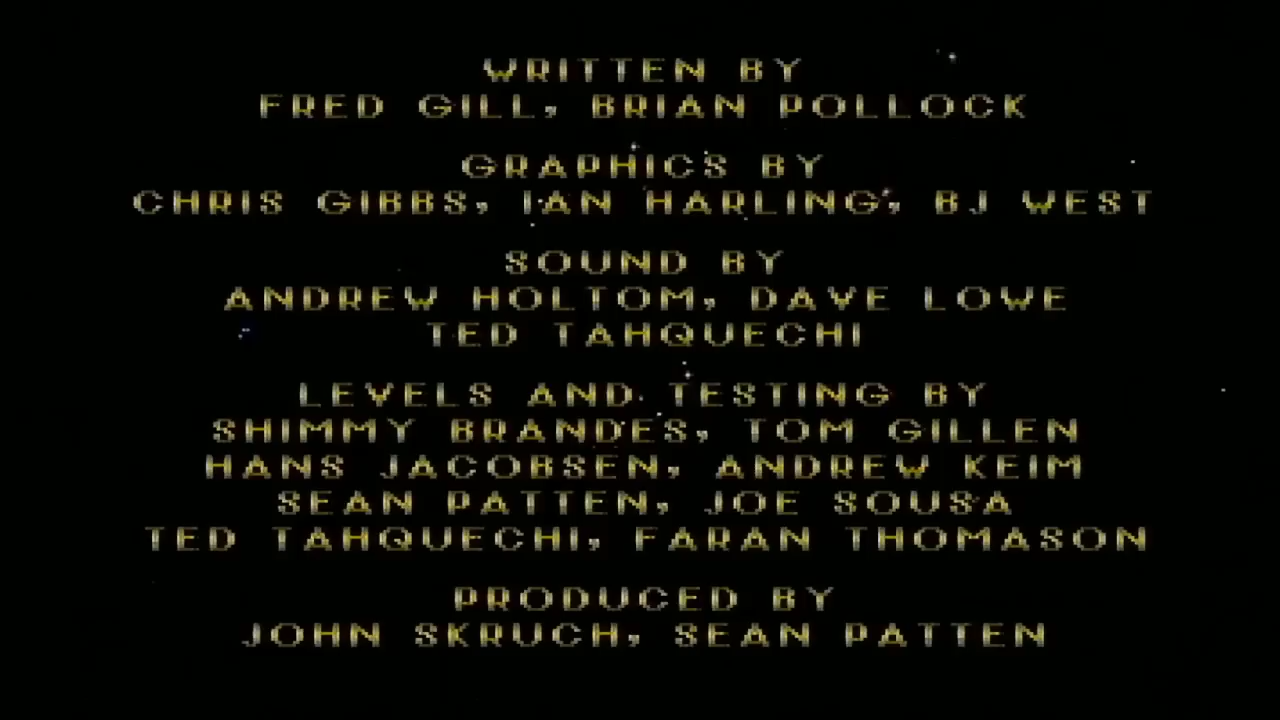 WRITTEN BY
FRED GILL, BRIAN POLLOCK
GRAPHICS BY
CHRIS GIBBS, IAN HARLING, BJ WEST
SOUND BY
ANDREW HOLTOM, DAVE LOWE
TED TAHQUECHI
LEVELS AND TESTING BY
SHIMMY BRANDES, TOM GILLEN
HANS JACOBSEN, ANDREW KEIM
SEAN PATTEN, JOE SOUSA
TED TAHQUECHI, FARAN THOMASON
PRODUCED BY
JOHN SKRUCH, SEAN PATTEN